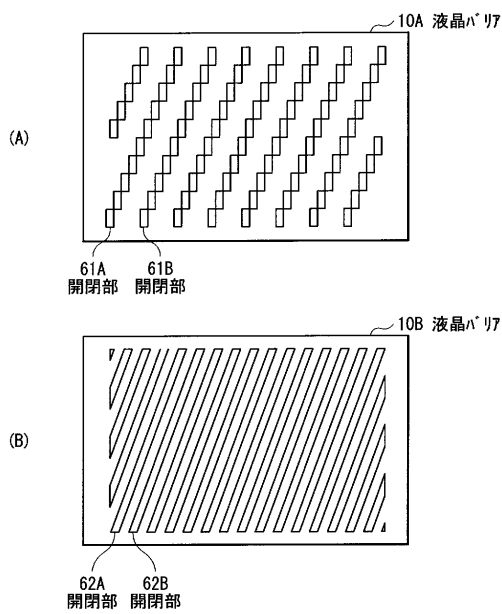 10A 液晶バリア
(A)
61A 61B
開閉部 開閉部
10B 液晶バリア
(B)
62A 62B
開閉部 開閉部